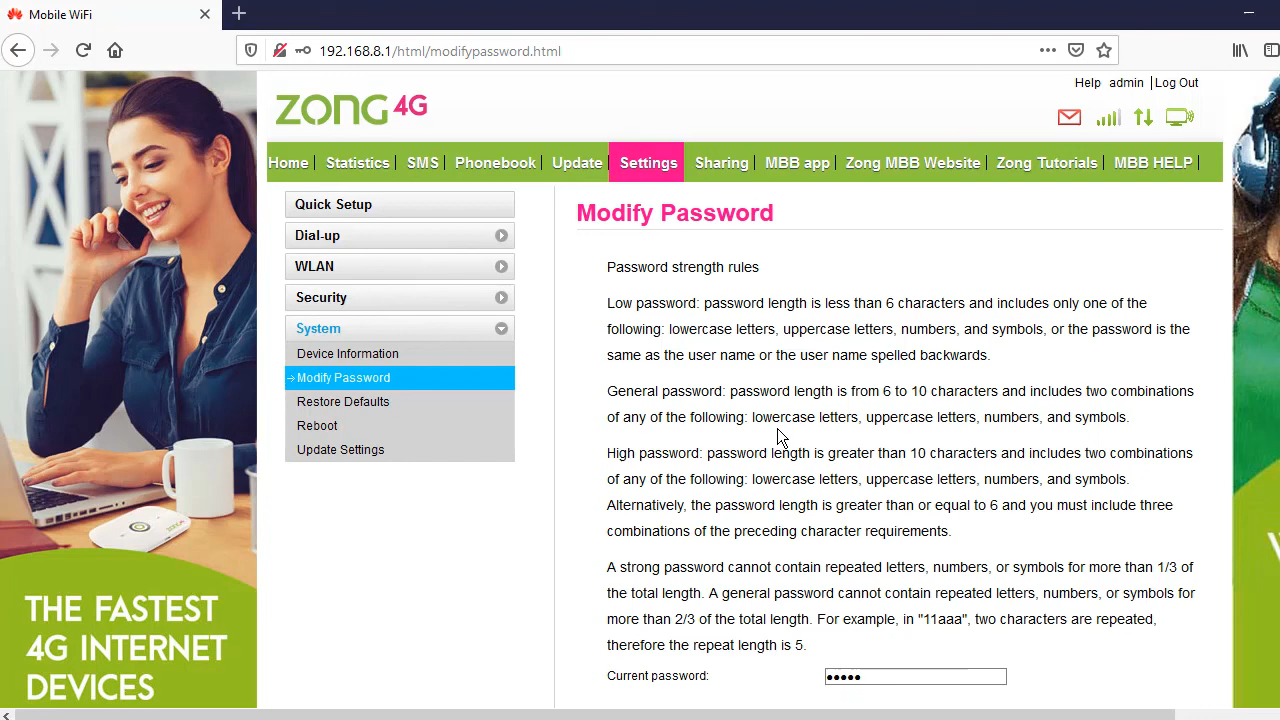 Mobile WiFi
192.168.8.1/html/modifypassword.html
Help admin | Log Out
ZONG 4G
Home | Statistics | SMS | Phonebook | Update | Settings | Sharing | MBB app | Zong MBB Website | Zong Tutorials | MBB HELP |
Quick Setup
Dial-up
WLAN
Security
System
Device Information
Modify Password
Restore Defaults
Reboot
Update Settings
Modify Password
Password strength rules
Low password: password length is less than 6 characters and includes only one of the
following: lowercase letters, uppercase letters, numbers, and symbols, or the password is the
same as the user name or the user name spelled backwards.
General password: password length is from 6 to 10 characters and includes two combinations
of any of the following: lowercase letters, uppercase letters, numbers, and symbols.
High password: password length is greater than 10 characters and includes two combinations
of any of the following: lowercase letters, uppercase letters, numbers, and symbols.
Alternatively, the password length is greater than or equal to 6 and you must include three
combinations of the preceding character requirements.
A strong password cannot contain repeated letters, numbers, or symbols for more than 1/3 of
the total length. A general password cannot contain repeated letters, numbers, or symbols for
more than 2/3 of the total length. For example, in "11aaa", two characters are repeated,
therefore the repeat length is 5.
Current password: •••••
THE FASTEST
4G INTERNET
DEVICES